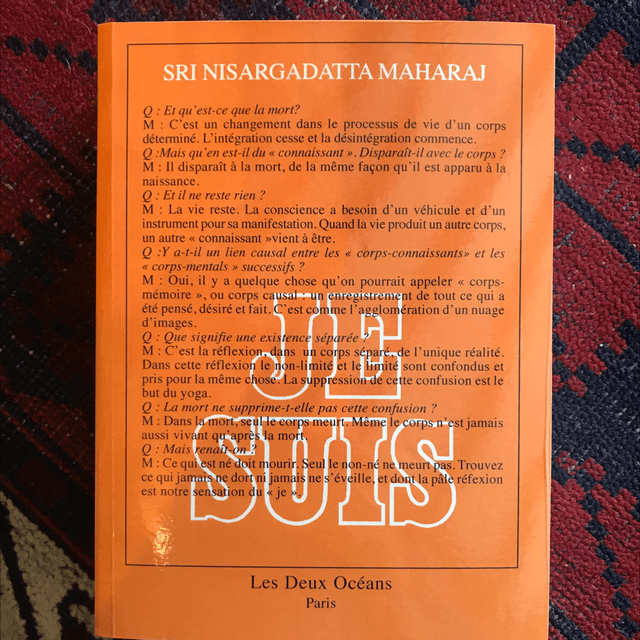 SRI NISARGADATTA MAHARAJ
Q : Et qu'est-ce que la mort?
M : C'est un changement dans le processus de vie d'un corps
déterminé. L'intégration cesse et la désintégration commence.
Q :Mais qu'en est-il du « connaissant ». Disparaît-il avec le corps ?
M : Il disparaît à la mort, de la même façon qu'il est apparu à la
naissance.
Q : Et il ne reste rien ?
M : La vie reste. La conscience a besoin d'un véhicule et d'un
instrument pour sa manifestation. Quand la vie produit un autre corps,
un autre « connaissant »vient à être.
Q :Y a-t-il un lien causal entre les « corps-connaissants» et les
« corps-mentals » successifs ?
M : Oui, il y a quelque chose qu'on pourrait appeler « corps-
mémoire », ou corps causal – un enregistrement de tout ce qui a
été pensé, désiré et fait. C'est comme l'agglomération d'un nuage
d'images.
Q : Que signifie une existence séparée ?
M : C'est la réflexion dans un corps séparé, de l'unique réalité.
Dans cette réflexion le non-limité et le limité sont confondus et
pris pour la même chose. La suppression de cette confusion est le
but du yoga.
Q : La mort ne supprime-t-elle pas cette confusion ?
M : Dans la mort, seul le corps meurt. Même le corps n'est jamais
aussi vivant qu'après la mort.
Q : Mais renaît-on ?
M : Ce qui est né doit mourir. Seul le non-né ne meurt pas. Trouvez
ce qui jamais ne dort ni jamais ne s'éveille, et dont la pâle réfexion
est notre sensation du « je ».
JE
SUIS
Les Deux Océans
Paris